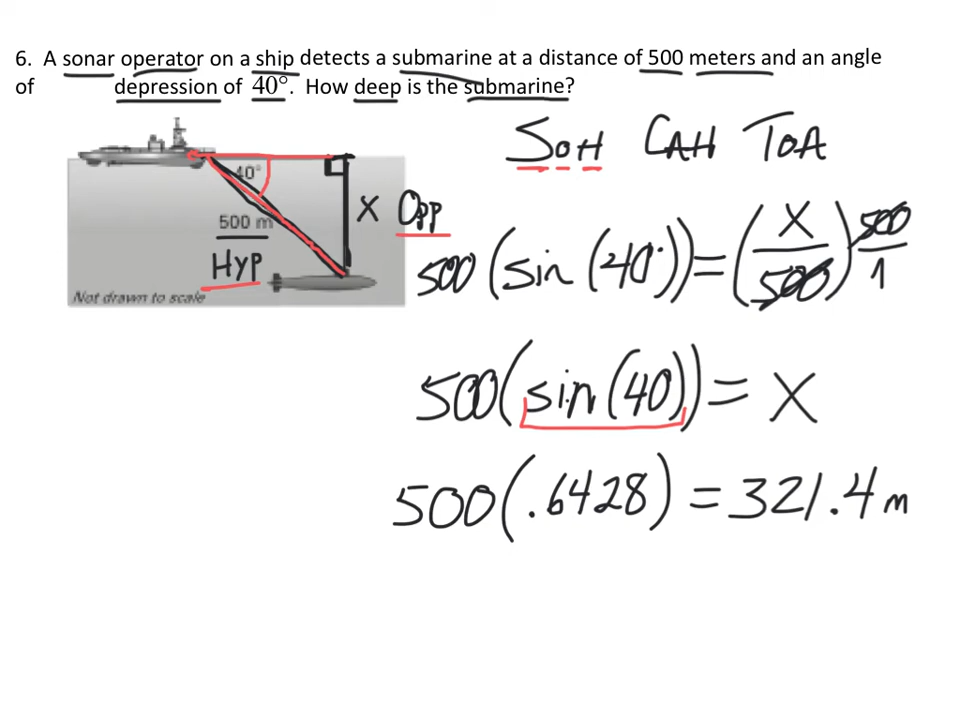 6. A sonar operator on a ship detects a submarine at a distance of 500 meters and an angle
of depression of 40°. How deep is the submarine?
SOH CAH TOA
40°
X Opp
500 m
HYP
Not drawn to scale
500 (sin (40°)) = (X/500) 500/1
500 (sin (40)) = X
500 (.6428) = 321.4 m